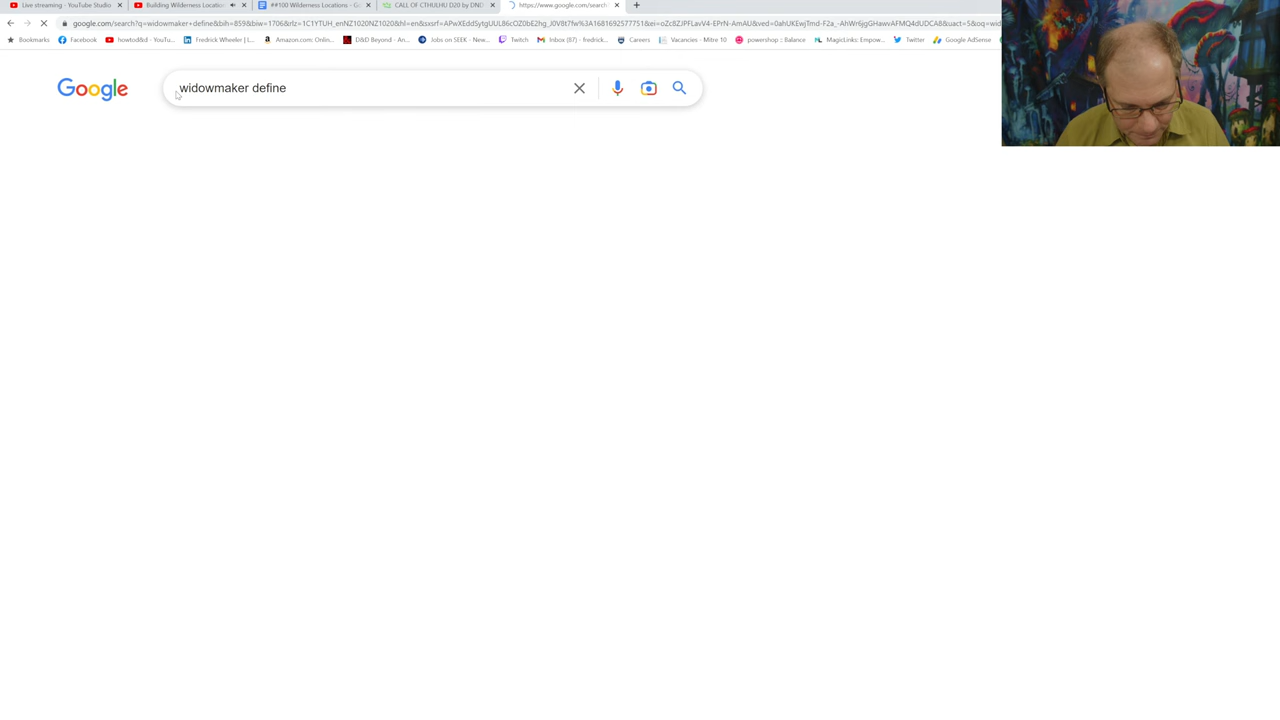 Live streaming - YouTube Studio
Building Wilderness Location
##100 Wilderness Locations - Go
CALL OF CTHULHU D20 by DND
https://www.google.com/search?
Bookmarks
Facebook
howtod&d - YouTu...
Fredrick Wheeler | L...
Amazon.com: Onlin...
D&D Beyond - An...
Jobs on SEEK - New...
Twitch
Inbox (87) - fredrick...
Careers
Vacancies - Mitre 10
powershop :: Balance
MagicLinks: Empow...
Twitter
Google AdSense
Google
widowmaker define